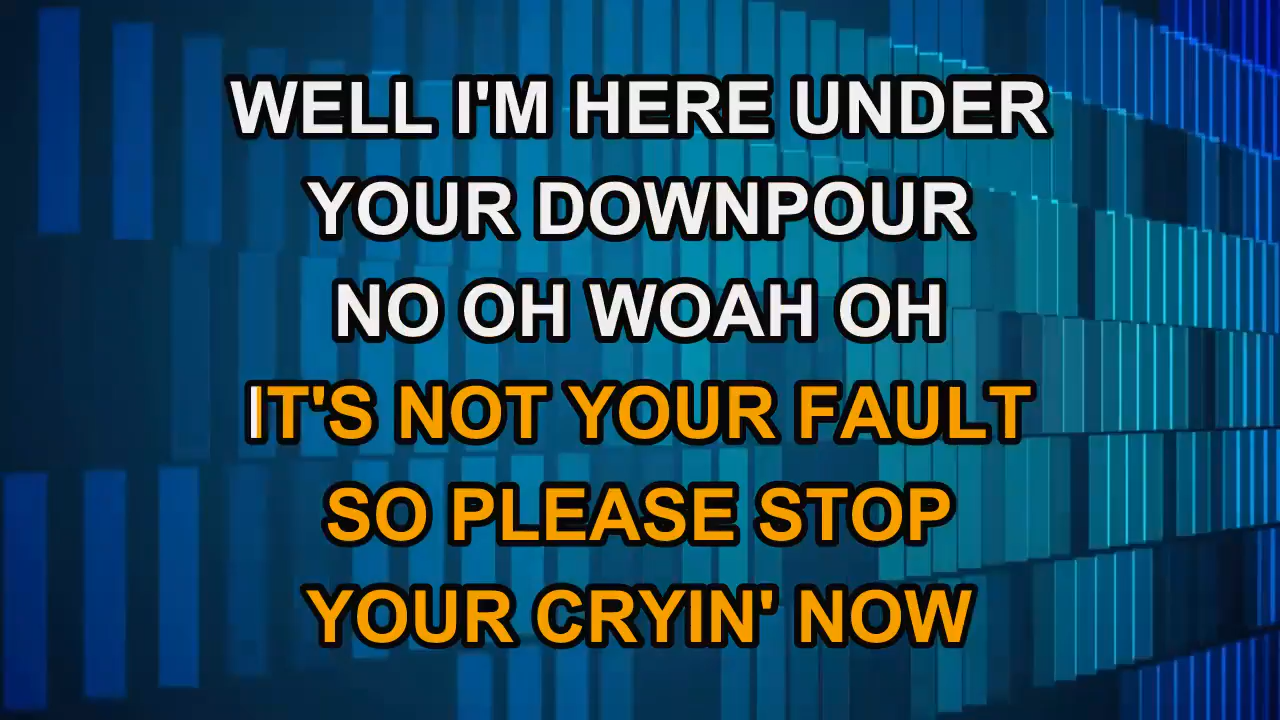 WELL I'M HERE UNDER
YOUR DOWNPOUR
NO OH WOAH OH
IT'S NOT YOUR FAULT
SO PLEASE STOP
YOUR CRYIN' NOW